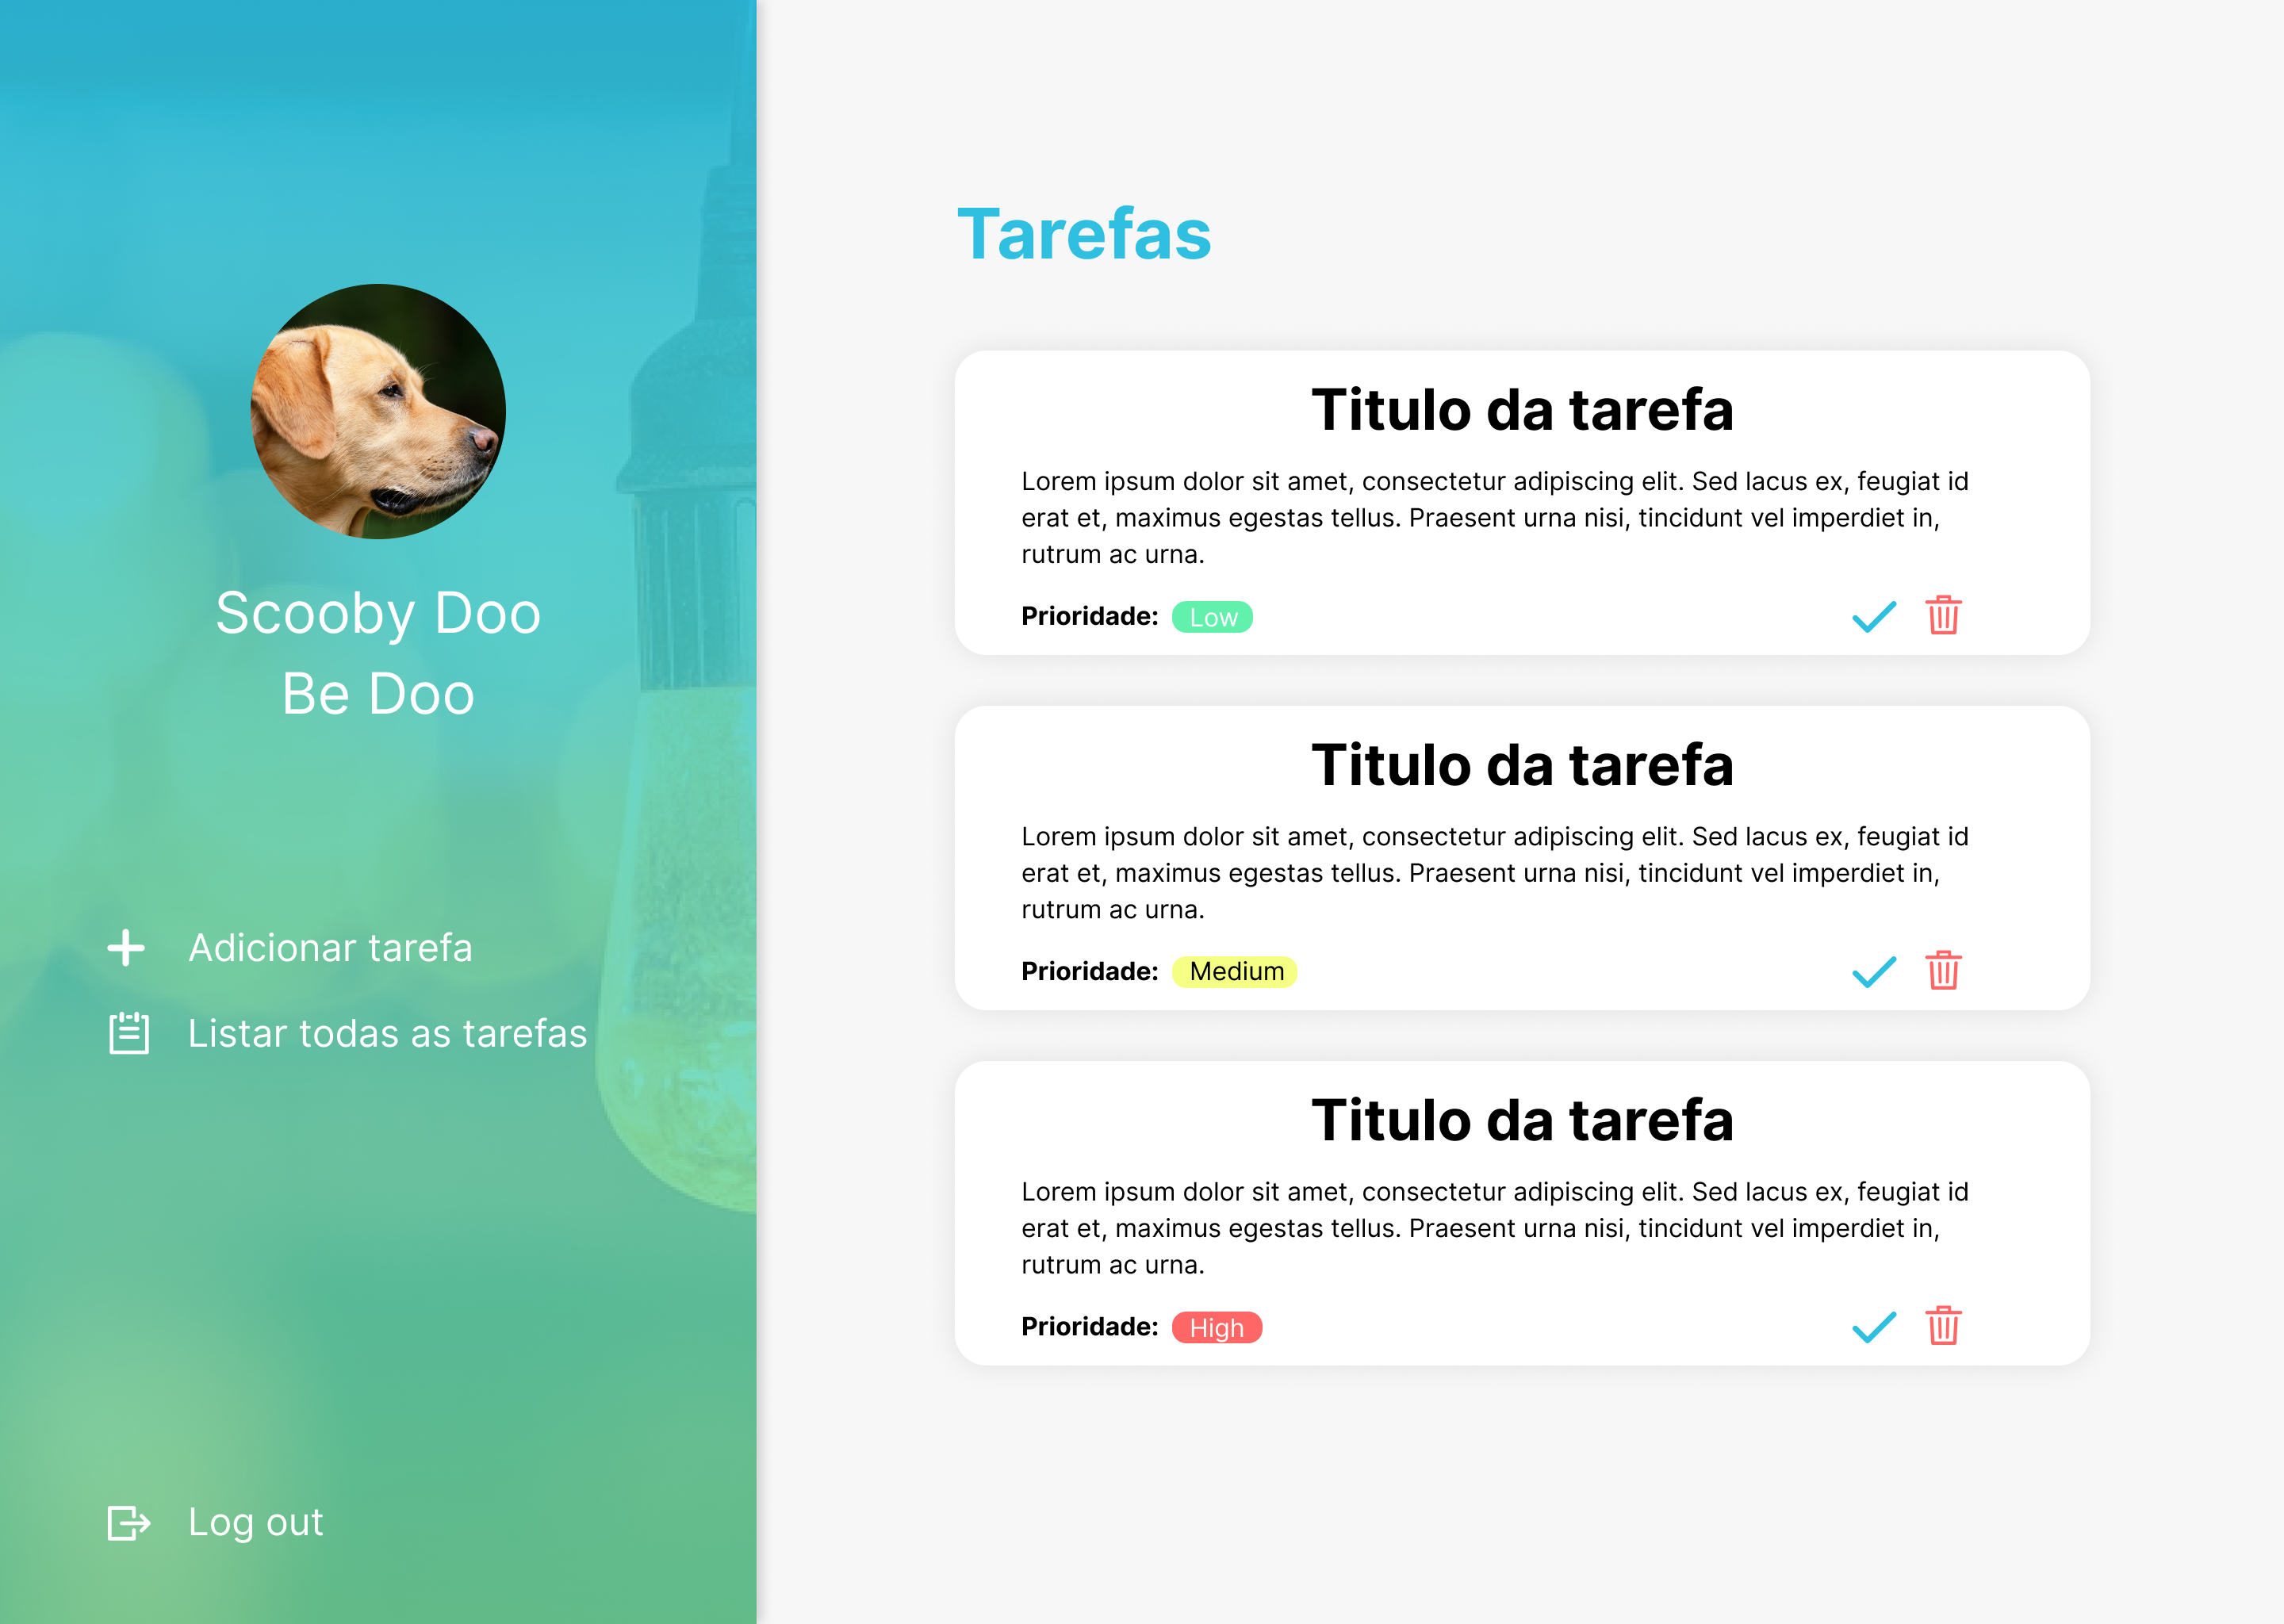 Scooby Doo
Be Doo
Adicionar tarefa
Listar todas as tarefas
Log out
Tarefas
Titulo da tarefa
Lorem ipsum dolor sit amet, consectetur adipiscing elit. Sed lacus ex, feugiat id
erat et, maximus egestas tellus. Praesent urna nisi, tincidunt vel imperdiet in,
rutrum ac urna.
Prioridade: Low
Titulo da tarefa
Lorem ipsum dolor sit amet, consectetur adipiscing elit. Sed lacus ex, feugiat id
erat et, maximus egestas tellus. Praesent urna nisi, tincidunt vel imperdiet in,
rutrum ac urna.
Prioridade: Medium
Titulo da tarefa
Lorem ipsum dolor sit amet, consectetur adipiscing elit. Sed lacus ex, feugiat id
erat et, maximus egestas tellus. Praesent urna nisi, tincidunt vel imperdiet in,
rutrum ac urna.
Prioridade: High